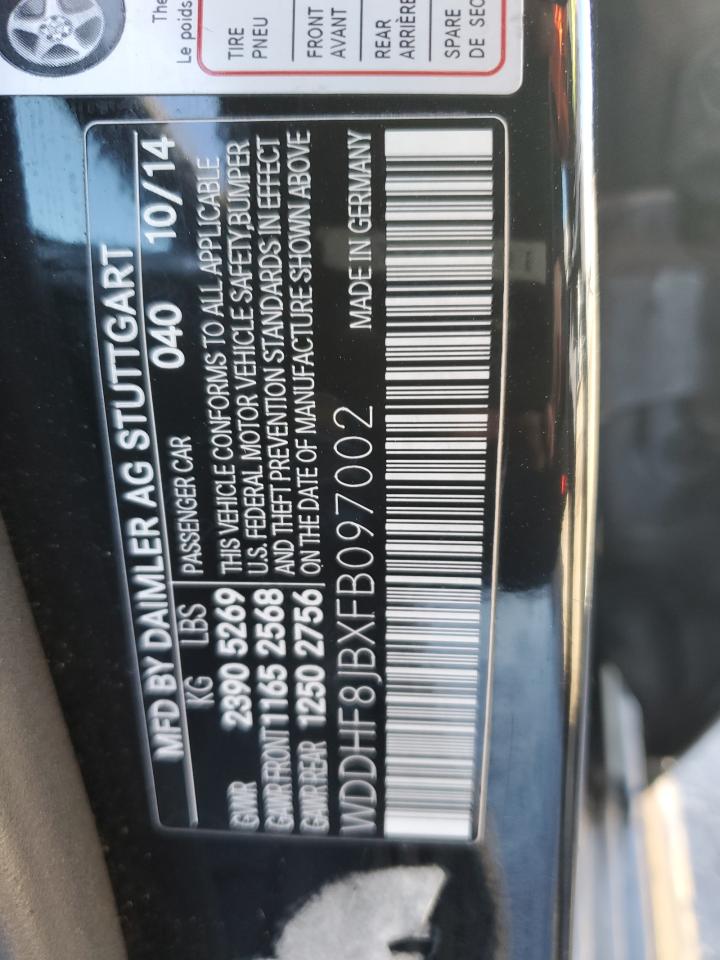 The
Le poids
TIRE
PNEU
FRONT
AVANT
REAR
ARRIÈRE
SPARE
DE SEC
MFD BY DAIMLER AG STUTTGART
KG LBS PASSENGER CAR 040 10/14
GWR 2390 5269 THIS VEHICLE CONFORMS TO ALL APPLICABLE
U.S. FEDERAL MOTOR VEHICLE SAFETY, BUMPER
GAWR FRONT 1165 2568 AND THEFT PREVENTION STANDARDS IN EFFECT
GAWR REAR 1250 2756 ON THE DATE OF MANUFACTURE SHOWN ABOVE
WDDHF8JBXFB097002 MADE IN GERMANY